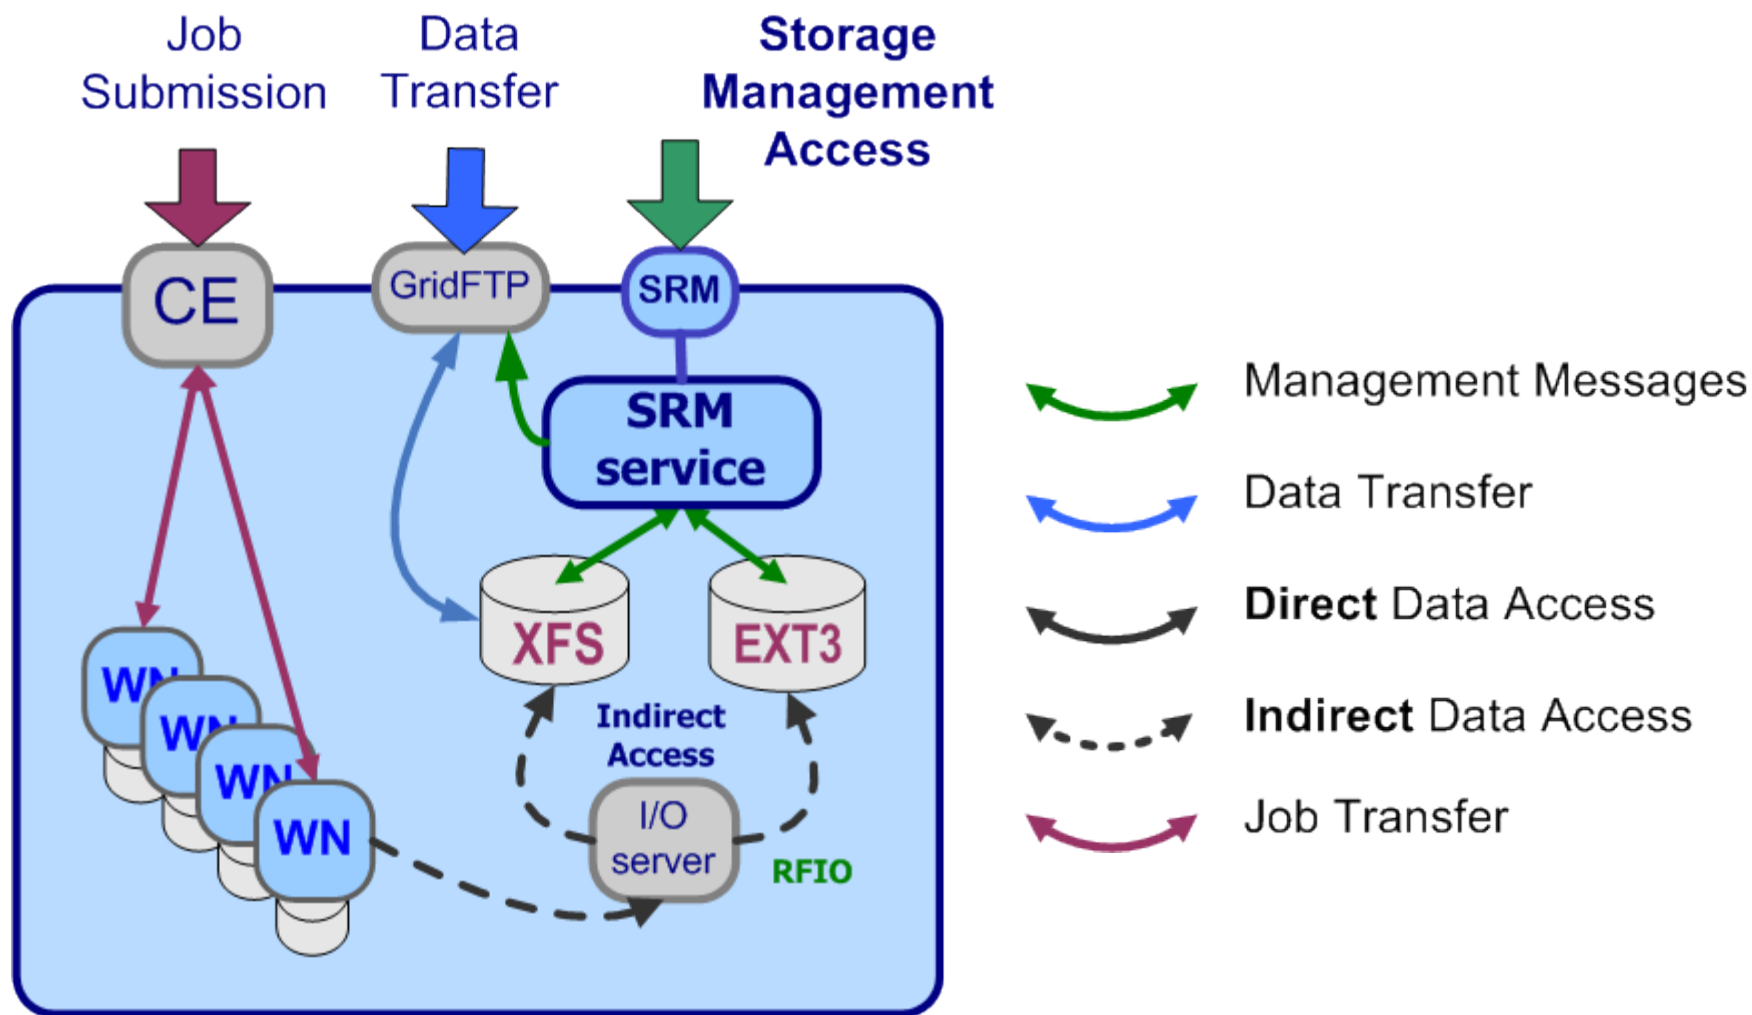 Job
Submission
Data
Transfer
Storage
Management
Access
CE
GridFTP
SRM
SRM
service
XFS
EXT3
WN
WN
WN
WN
Indirect
Access
I/O
server
RFIO
Management Messages
Data Transfer
Direct Data Access
Indirect Data Access
Job Transfer